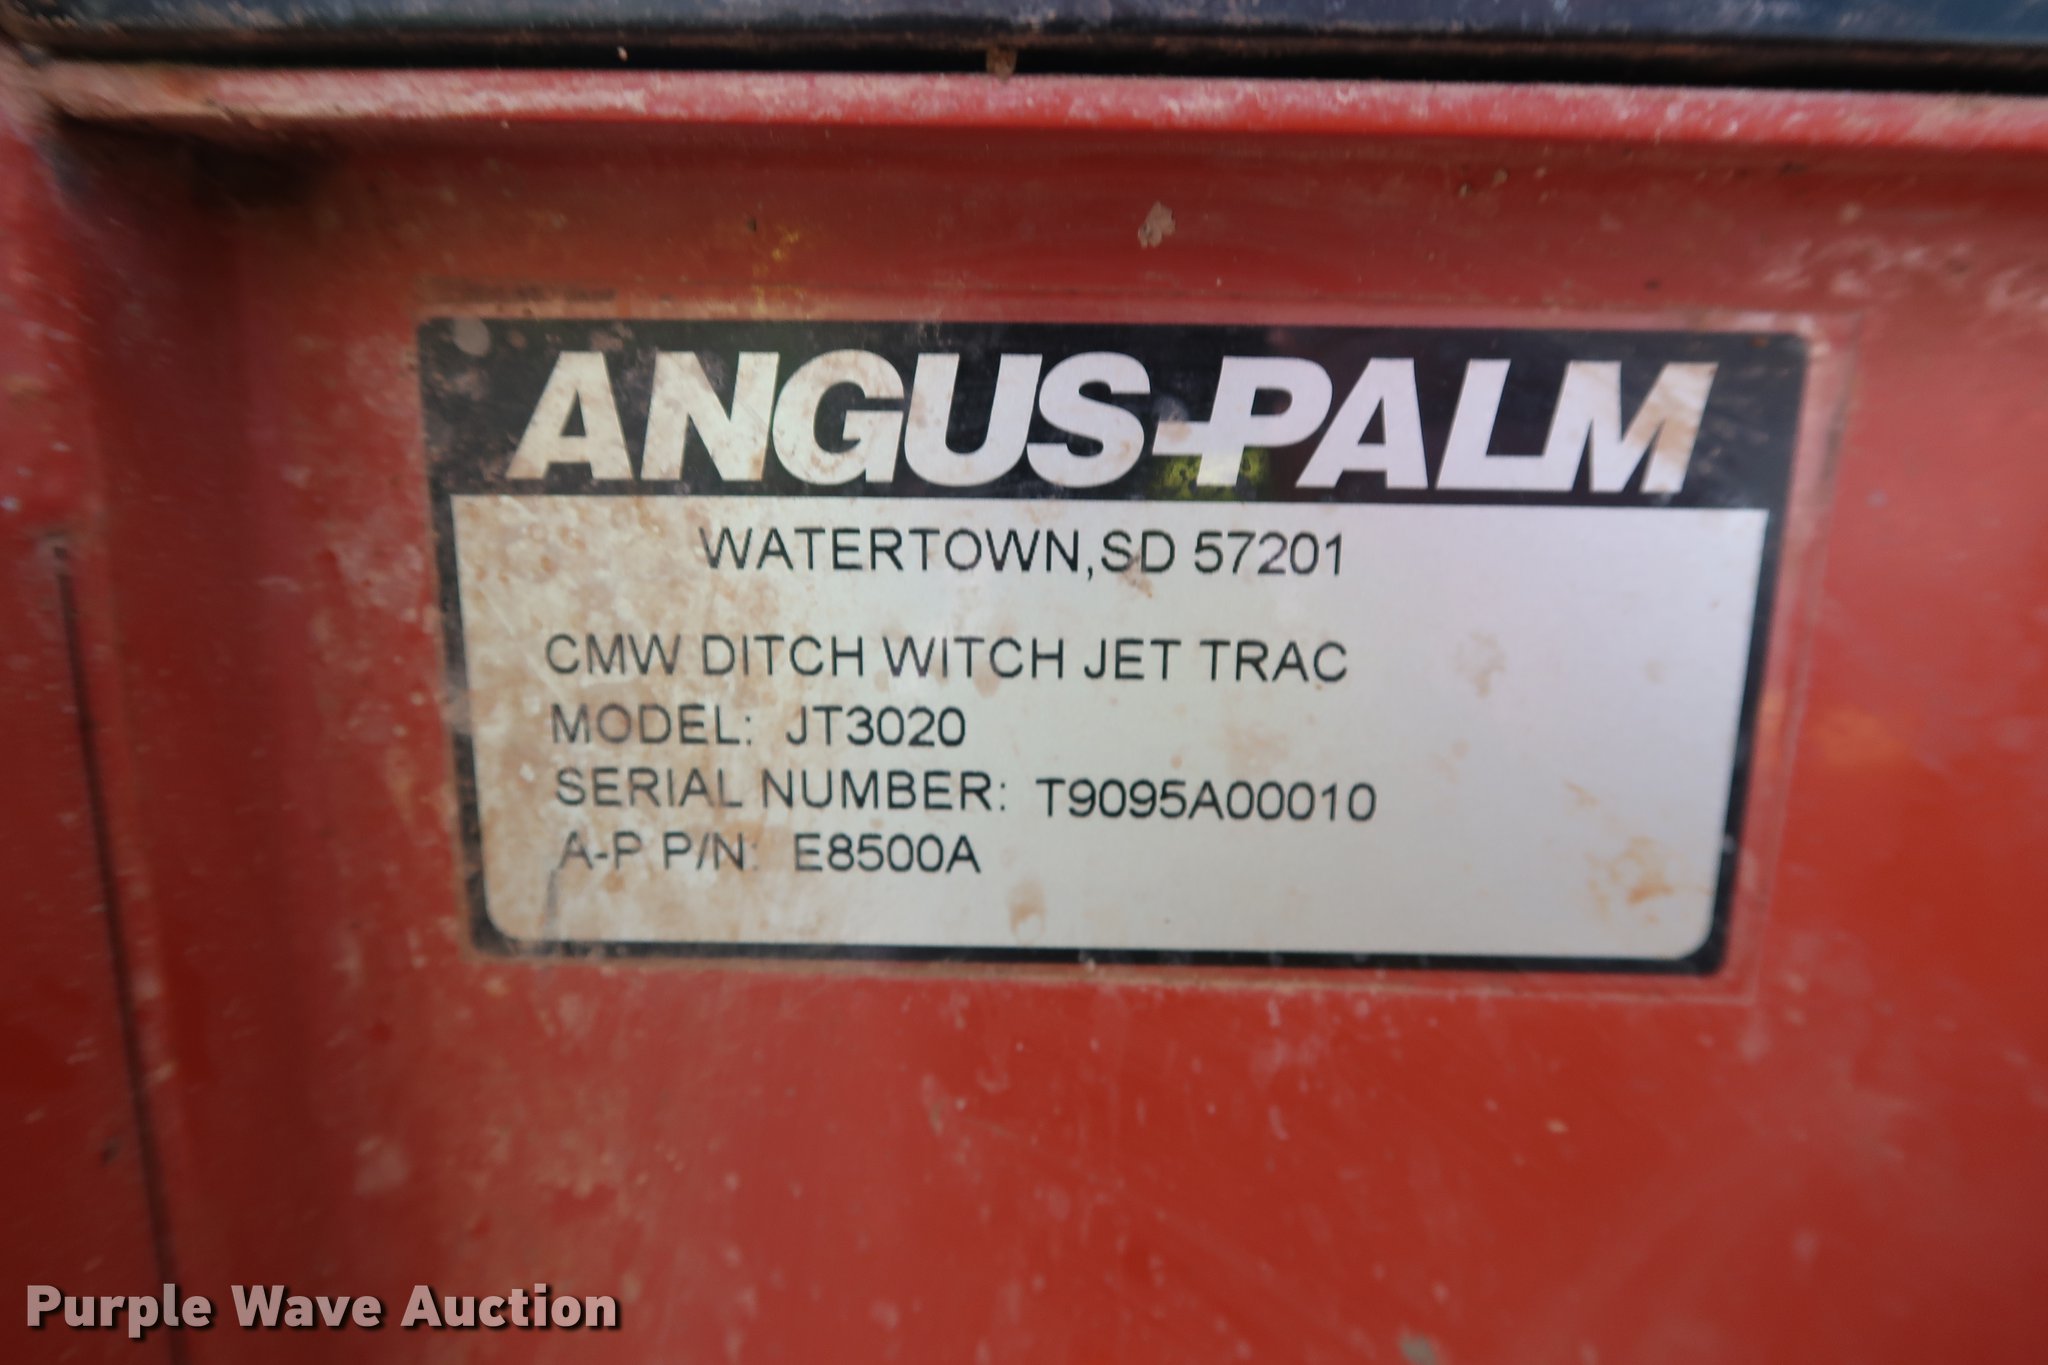 ANGUS-PALM
WATERTOWN,SD 57201
CMW DITCH WITCH JET TRAC
MODEL: JT3020
SERIAL NUMBER: T9095A00010
A-P P/N: E8500A
Purple Wave Auction